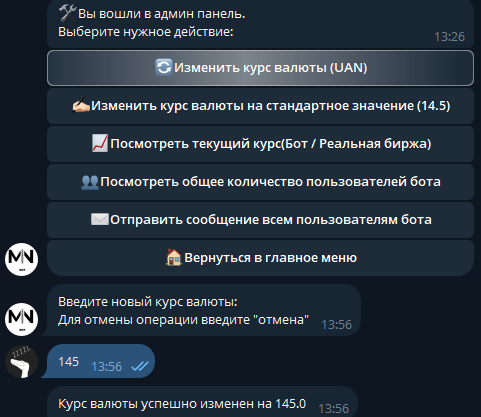 🛠Вы вошли в админ панель.
Выберите нужное действие:
13:26
🔄Изменить курс валюты (UAN)
✍🏻Изменить курс валюты на стандартное значение (14.5)
📈Посмотреть текущий курс(Бот / Реальная биржа)
👥Посмотреть общее количество пользователей бота
✉️Отправить сообщение всем пользователям бота
🏠Вернуться в главное меню
MN
Введите новый курс валюты:
Для отмены операции введите "отмена" 13:56
MN
zzzz
145 13:56
Курс валюты успешно изменен на 145.0 13:56